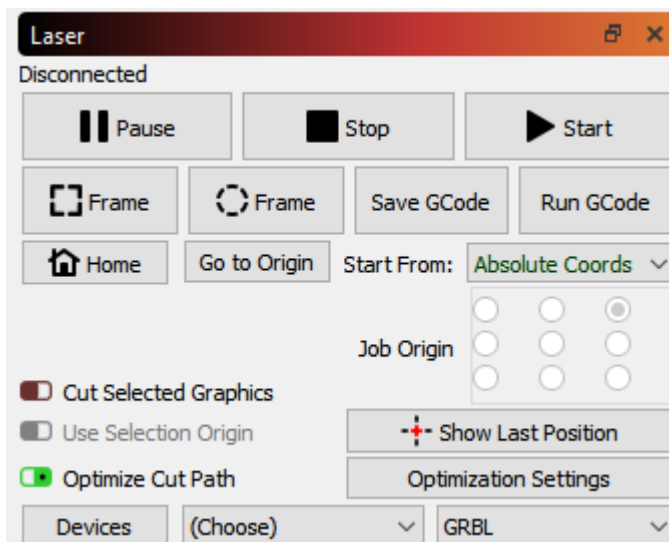 Laser
Disconnected
Pause Stop Start
Frame Frame Save GCode Run GCode
Home Go to Origin Start From: Absolute Coords
Job Origin
Cut Selected Graphics
Use Selection Origin Show Last Position
Optimize Cut Path Optimization Settings
Devices (Choose) GRBL